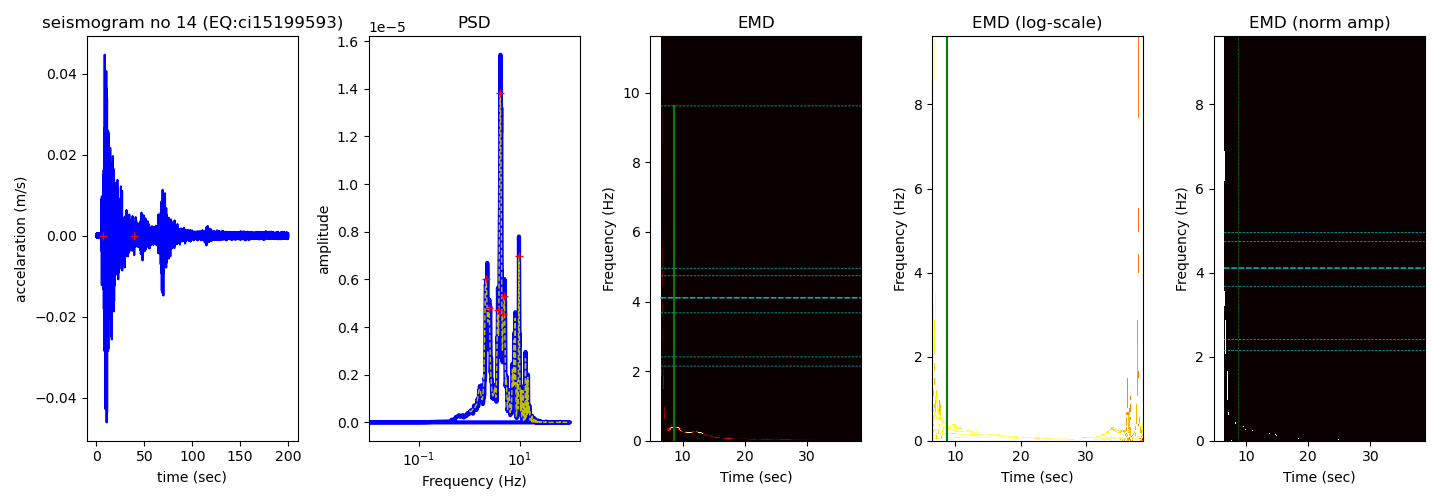 seismogram no 14 (EQ:ci15199593)
accelaration (m/s)
0.04
0.02
0.00
−0.02
−0.04
0
50
100
150
200
time (sec)
PSD
1e−5
amplitude
1.6
1.4
1.2
1.0
0.8
0.6
0.4
0.2
0.0
10⁻¹
10¹
Frequency (Hz)
EMD
Frequency (Hz)
10
8
6
4
2
0
10
20
30
Time (sec)
EMD (log-scale)
Frequency (Hz)
8
6
4
2
0
10
20
30
Time (sec)
EMD (norm amp)
Frequency (Hz)
8
6
4
2
0
10
20
30
Time (sec)